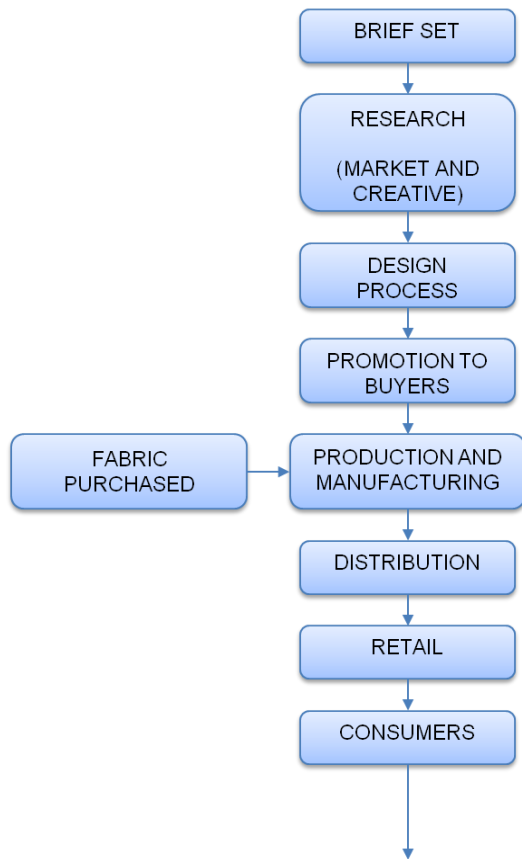 BRIEF SET
RESEARCH
(MARKET AND
CREATIVE)
DESIGN
PROCESS
PROMOTION TO
BUYERS
FABRIC
PURCHASED
PRODUCTION AND
MANUFACTURING
DISTRIBUTION
RETAIL
CONSUMERS